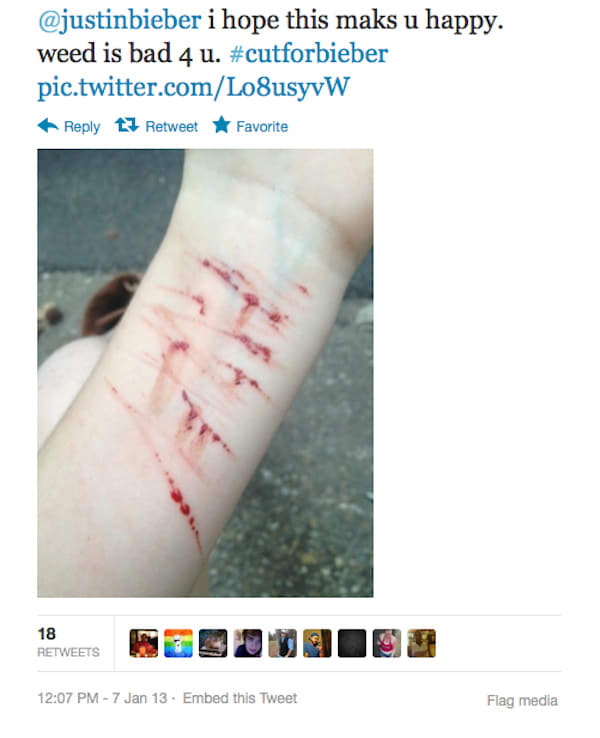 @justinbieber i hope this maks u happy.
weed is bad 4 u. #cutforbieber
pic.twitter.com/Lo8usyvW
Reply Retweet Favorite
18
RETWEETS
12:07 PM - 7 Jan 13 · Embed this Tweet
Flag media